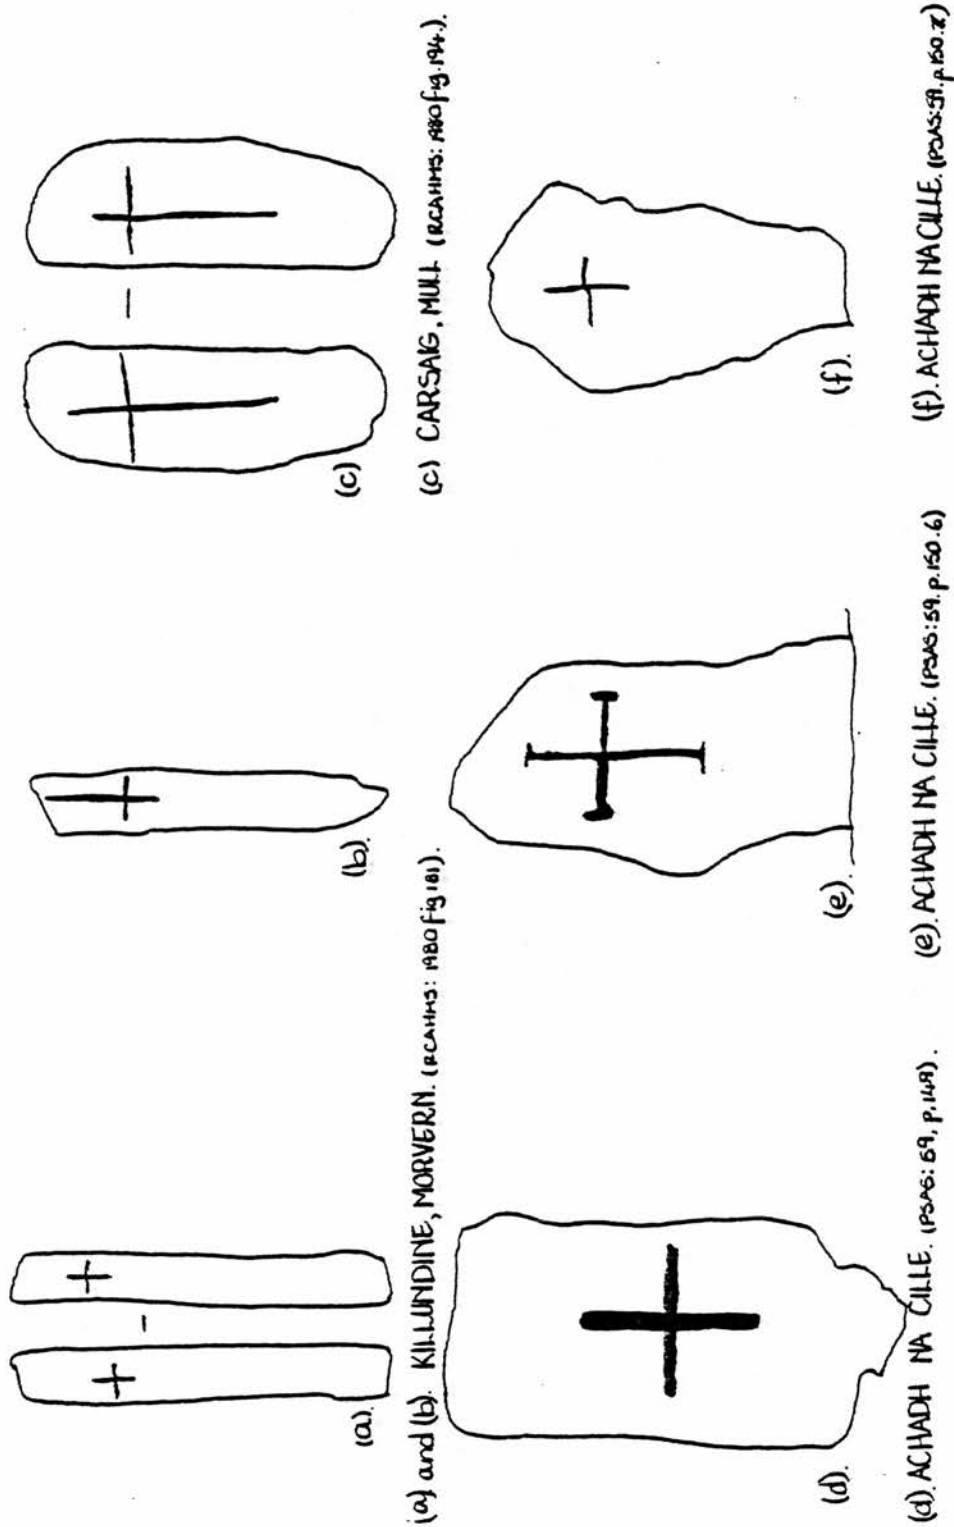 (a).
(b).
(c)
(a) and (b). KILLUNDINE, MORVERN. (RCAHMS: 1980 fig 181).
(c) CARSAIG, MULL. (RCAHMS: 1980 fig. 194.).
(d).
(e).
(f).
(d). ACHADH NA CILLE. (PSAS: 59, p. 149).
(e). ACHADH NA CILLE. (PSAS: 59. p. 150. 6)
(f). ACHADH NA CILLE. (PSAS: 59. p. 150.